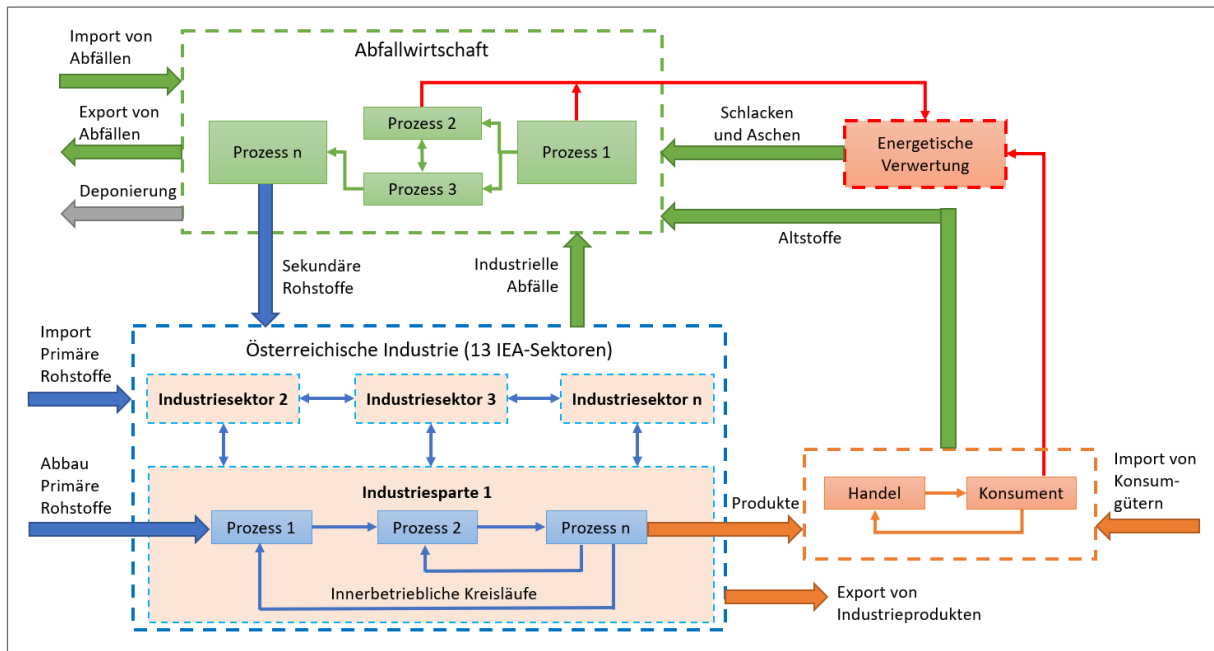 Import von
Abfällen
Export von
Abfällen
Deponierung
Abfallwirtschaft
Prozess n
Prozess 2
Prozess 3
Prozess 1
Schlacken
und Aschen
Energetische
Verwertung
Altstoffe
Sekundäre
Rohstoffe
Industrielle
Abfälle
Import
Primäre
Rohstoffe
Abbau
Primäre
Rohstoffe
Österreichische Industrie (13 IEA-Sektoren)
Industriesektor 2
Industriesektor 3
Industriesektor n
Industriesparte 1
Prozess 1
Prozess 2
Prozess n
Innerbetriebliche Kreisläufe
Produkte
Handel
Konsument
Import von
Konsum-
gütern
Export von
Industrieprodukten